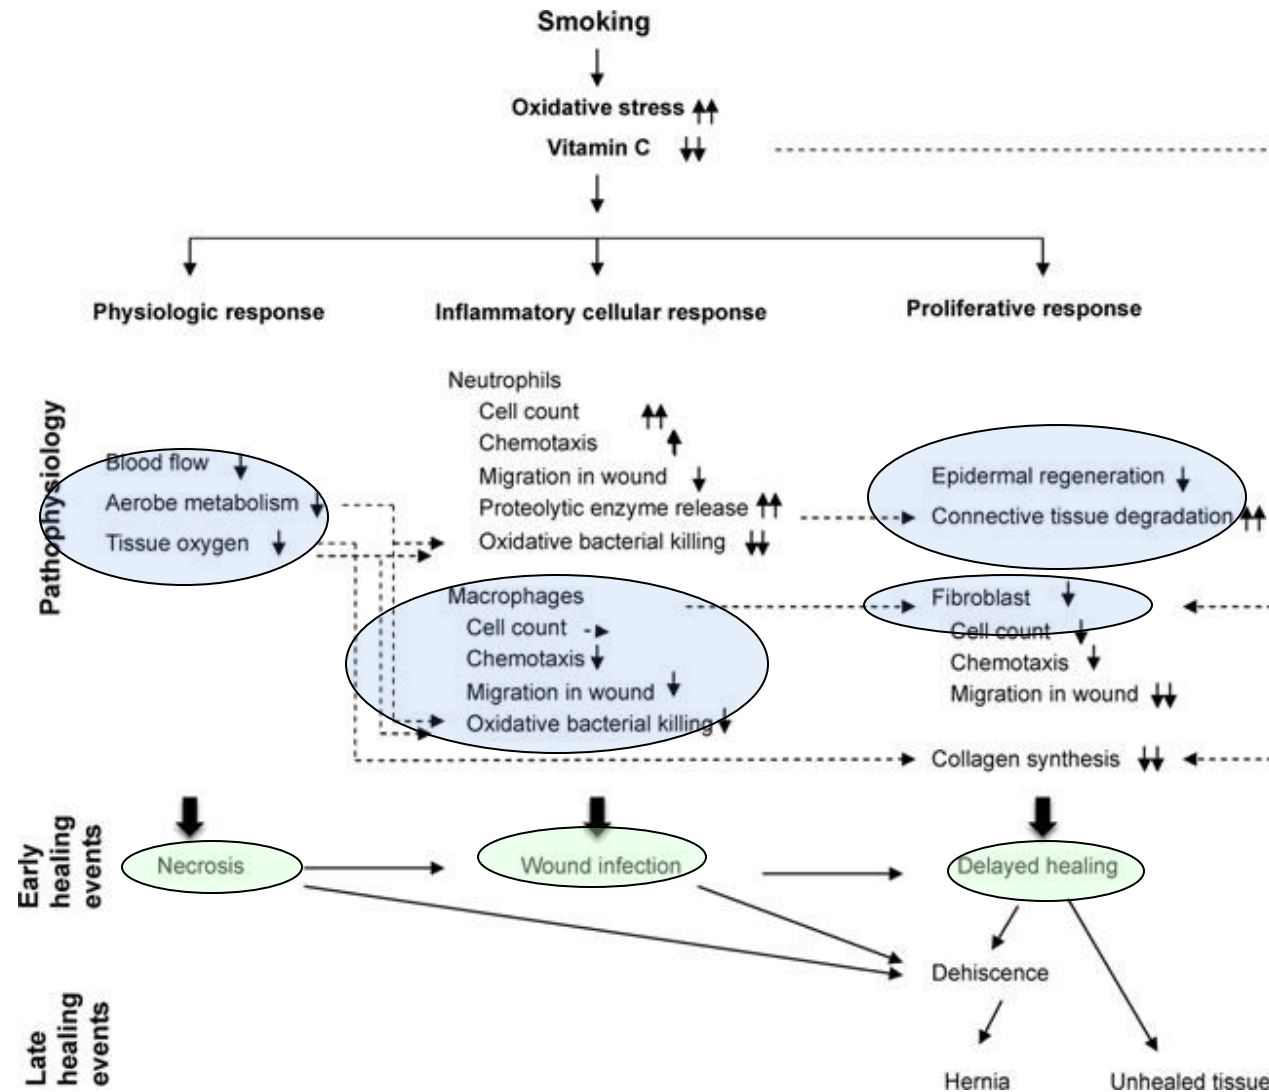 Smoking
Oxidative stress
Vitamin C
Physiologic response
Inflammatory cellular response
Proliferative response
Pathophysiology
Blood flow
Aerobe metabolism
Tissue oxygen
Neutrophils
Cell count
Chemotaxis
Migration in wound
Proteolytic enzyme release
Oxidative bacterial killing
Macrophages
Cell count
Chemotaxis
Migration in wound
Oxidative bacterial killing
Epidermal regeneration
Connective tissue degradation
Fibroblast
Cell count
Chemotaxis
Migration in wound
Collagen synthesis
Early
healing
events
Necrosis
Wound infection
Delayed healing
Dehiscence
Late
healing
events
Hernia
Unhealed tissue